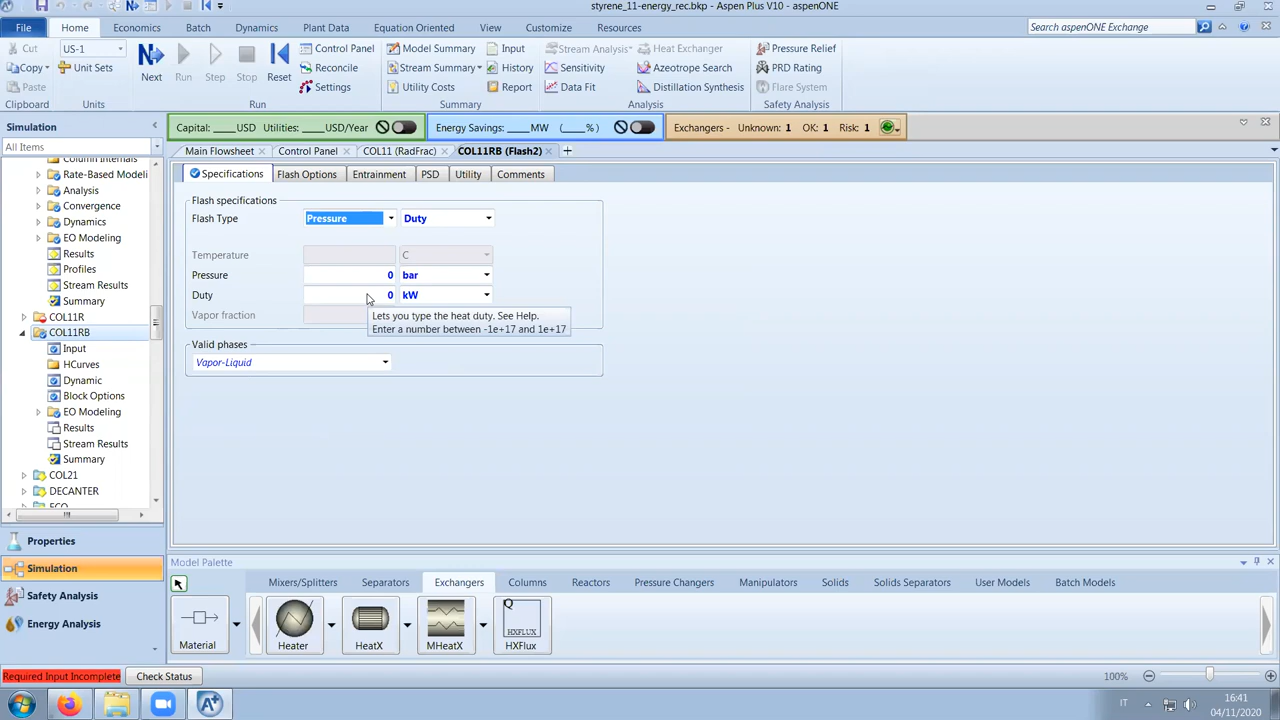 styrene_11-energy_rec.bkp - Aspen Plus V10 - aspenONE
File Home Economics Batch Dynamics Plant Data Equation Oriented View Customize Resources Search aspenONE Exchange
Cut US-1 Control Panel Model Summary Input Stream Analysis Heat Exchanger Pressure Relief
Copy Unit Sets Next Run Step Stop Reset Reconcile Stream Summary History Sensitivity Azeotrope Search PRD Rating
Paste Settings Utility Costs Report Data Fit Distillation Synthesis Flare System
Clipboard Units Run Summary Analysis Safety Analysis
Simulation Capital: ____USD Utilities: ____USD/Year Energy Savings: ____MW (____%) Exchangers - Unknown: 1 OK: 1 Risk: 1
All Items Main Flowsheet Control Panel COL11 (RadFrac) COL11RB (Flash2)
Column Internals
Rate-Based Modeli
Analysis
Convergence
Dynamics
EO Modeling
Results
Profiles
Stream Results
Summary
COL11R
COL11RB
Input
HCurves
Dynamic
Block Options
EO Modeling
Results
Stream Results
Summary
COL21
DECANTER
ECO
Specifications Flash Options Entrainment PSD Utility Comments
Flash specifications
Flash Type Pressure Duty
Temperature C
Pressure 0 bar
Duty 0 kW
Vapor fraction
Lets you type the heat duty. See Help.
Enter a number between -1e+17 and 1e+17
Valid phases
Vapor-Liquid
Properties
Simulation
Safety Analysis
Energy Analysis
Model Palette
Mixers/Splitters Separators Exchangers Columns Reactors Pressure Changers Manipulators Solids Solids Separators User Models Batch Models
Q
HXFLUX
Material Heater HeatX MHeatX HXFlux
Required Input Incomplete Check Status 100%
IT 16:41
04/11/2020